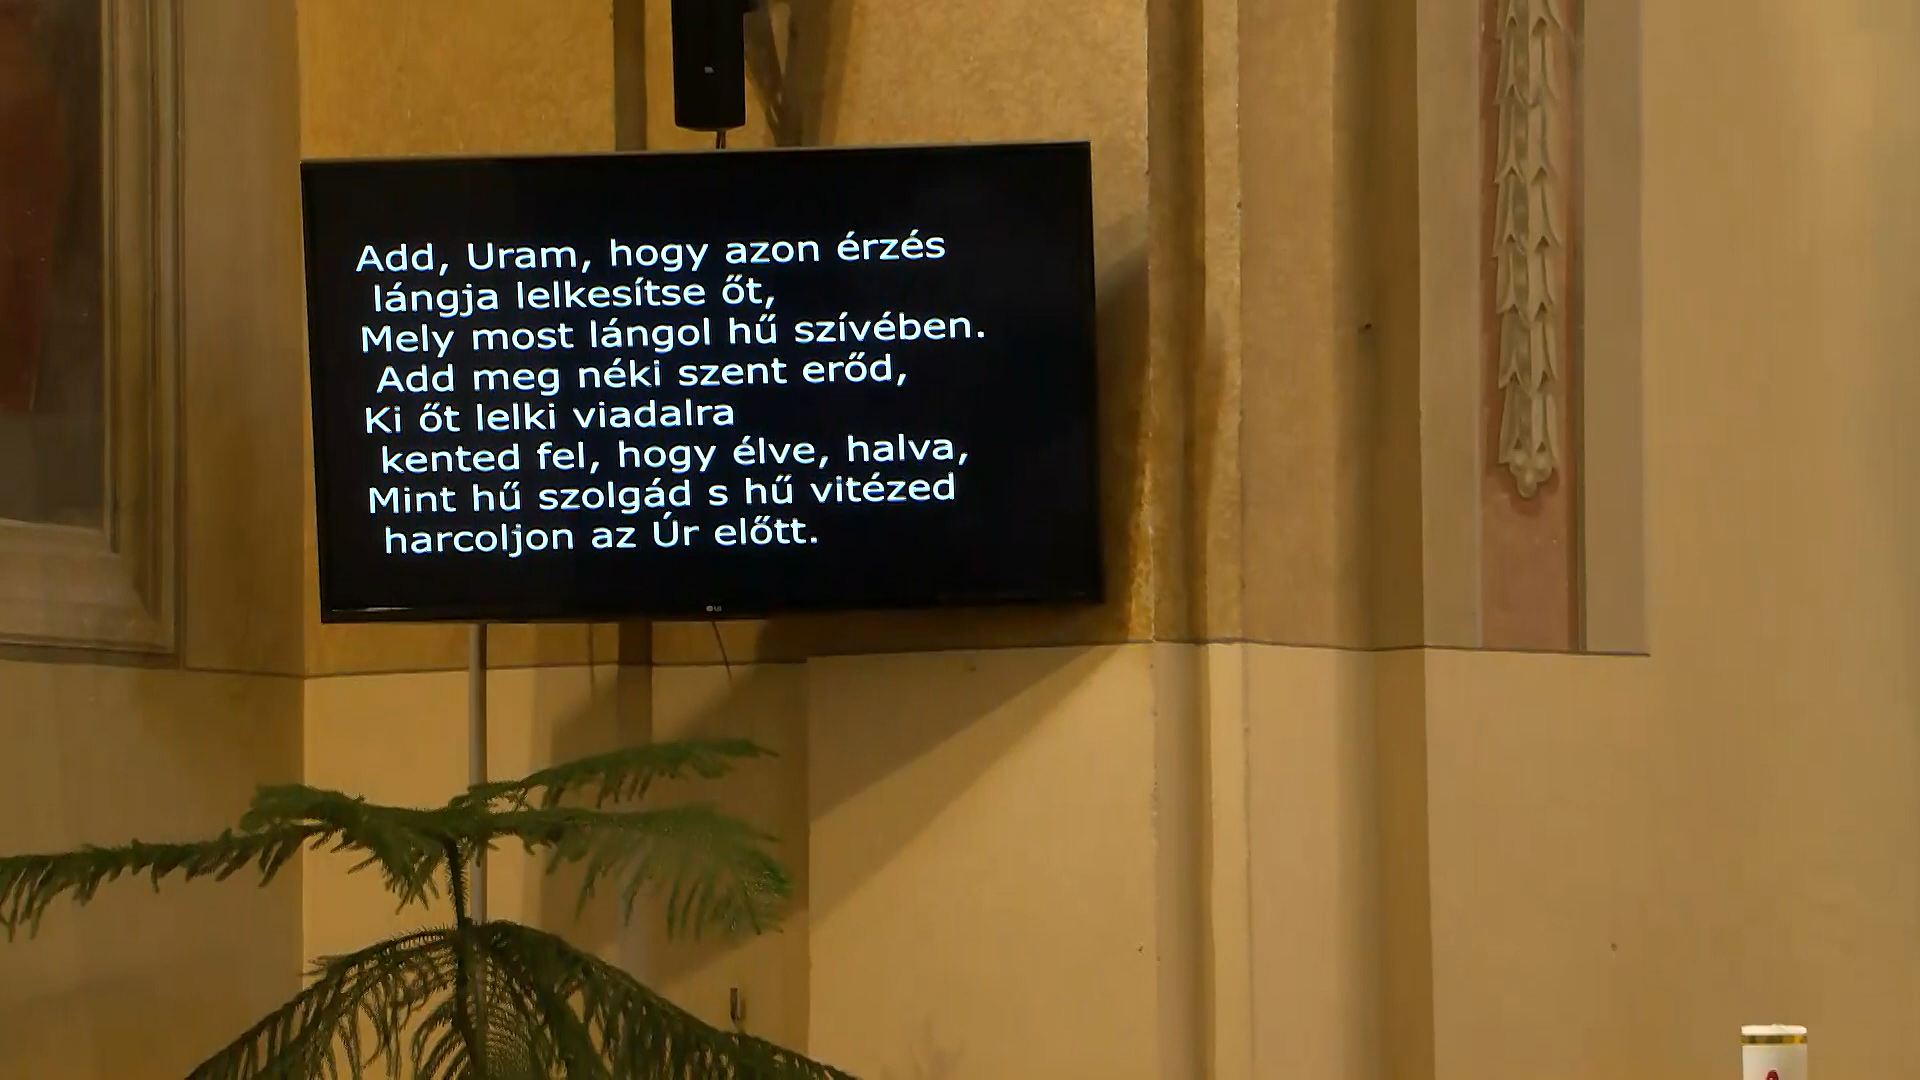 Add, Uram, hogy azon érzés
lángja lelkesítse őt,
Mely most lángol hű szívében.
Add meg néki szent erőd,
Ki őt lelki viadalra
kented fel, hogy élve, halva,
Mint hű szolgád s hű vitézed
harcoljon az Úr előtt.
LG